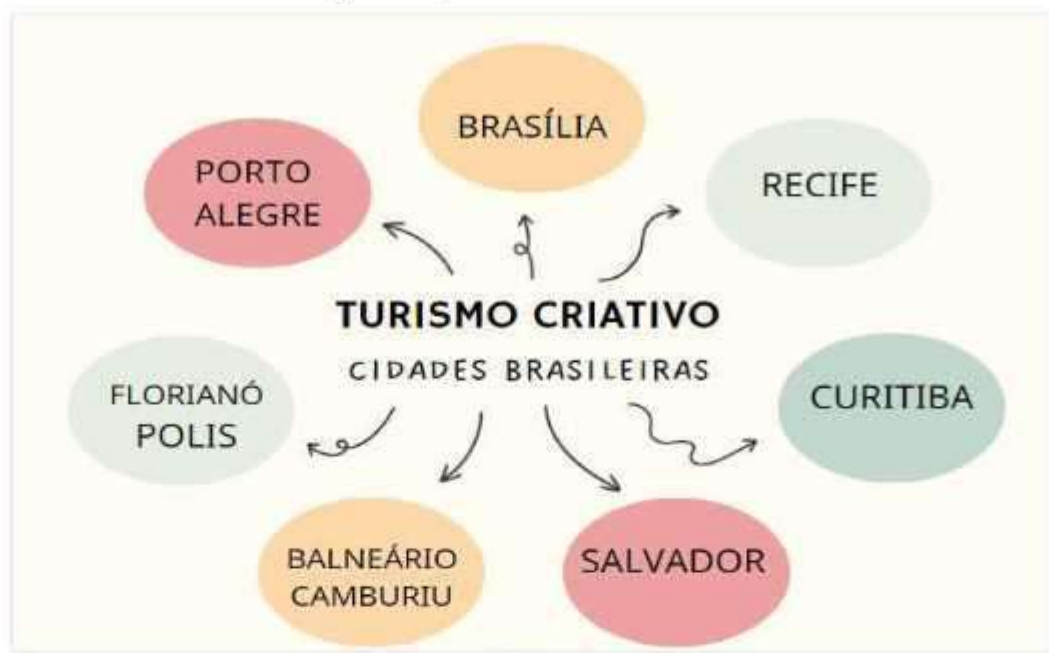 BRASÍLIA
PORTO
ALEGRE
RECIFE
TURISMO CRIATIVO
CIDADES BRASILEIRAS
FLORIANÓ
POLIS
CURITIBA
BALNEÁRIO
CAMBURIU
SALVADOR